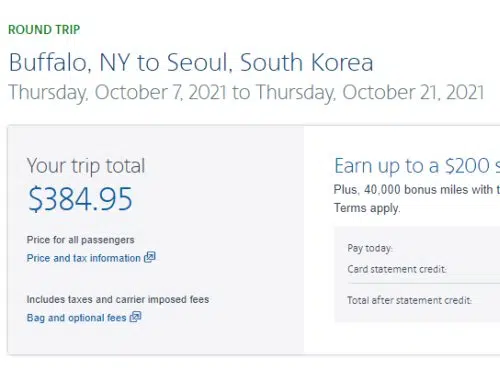 ROUND TRIP
Buffalo, NY to Seoul, South Korea
Thursday, October 7, 2021 to Thursday, October 21, 2021
Your trip total
$384.95
Price for all passengers
Price and tax information
Includes taxes and carrier imposed fees
Bag and optional fees
Earn up to a $200 s
Plus, 40,000 bonus miles with t
Terms apply.
Pay today:
Card statement credit:
Total after statement credit: